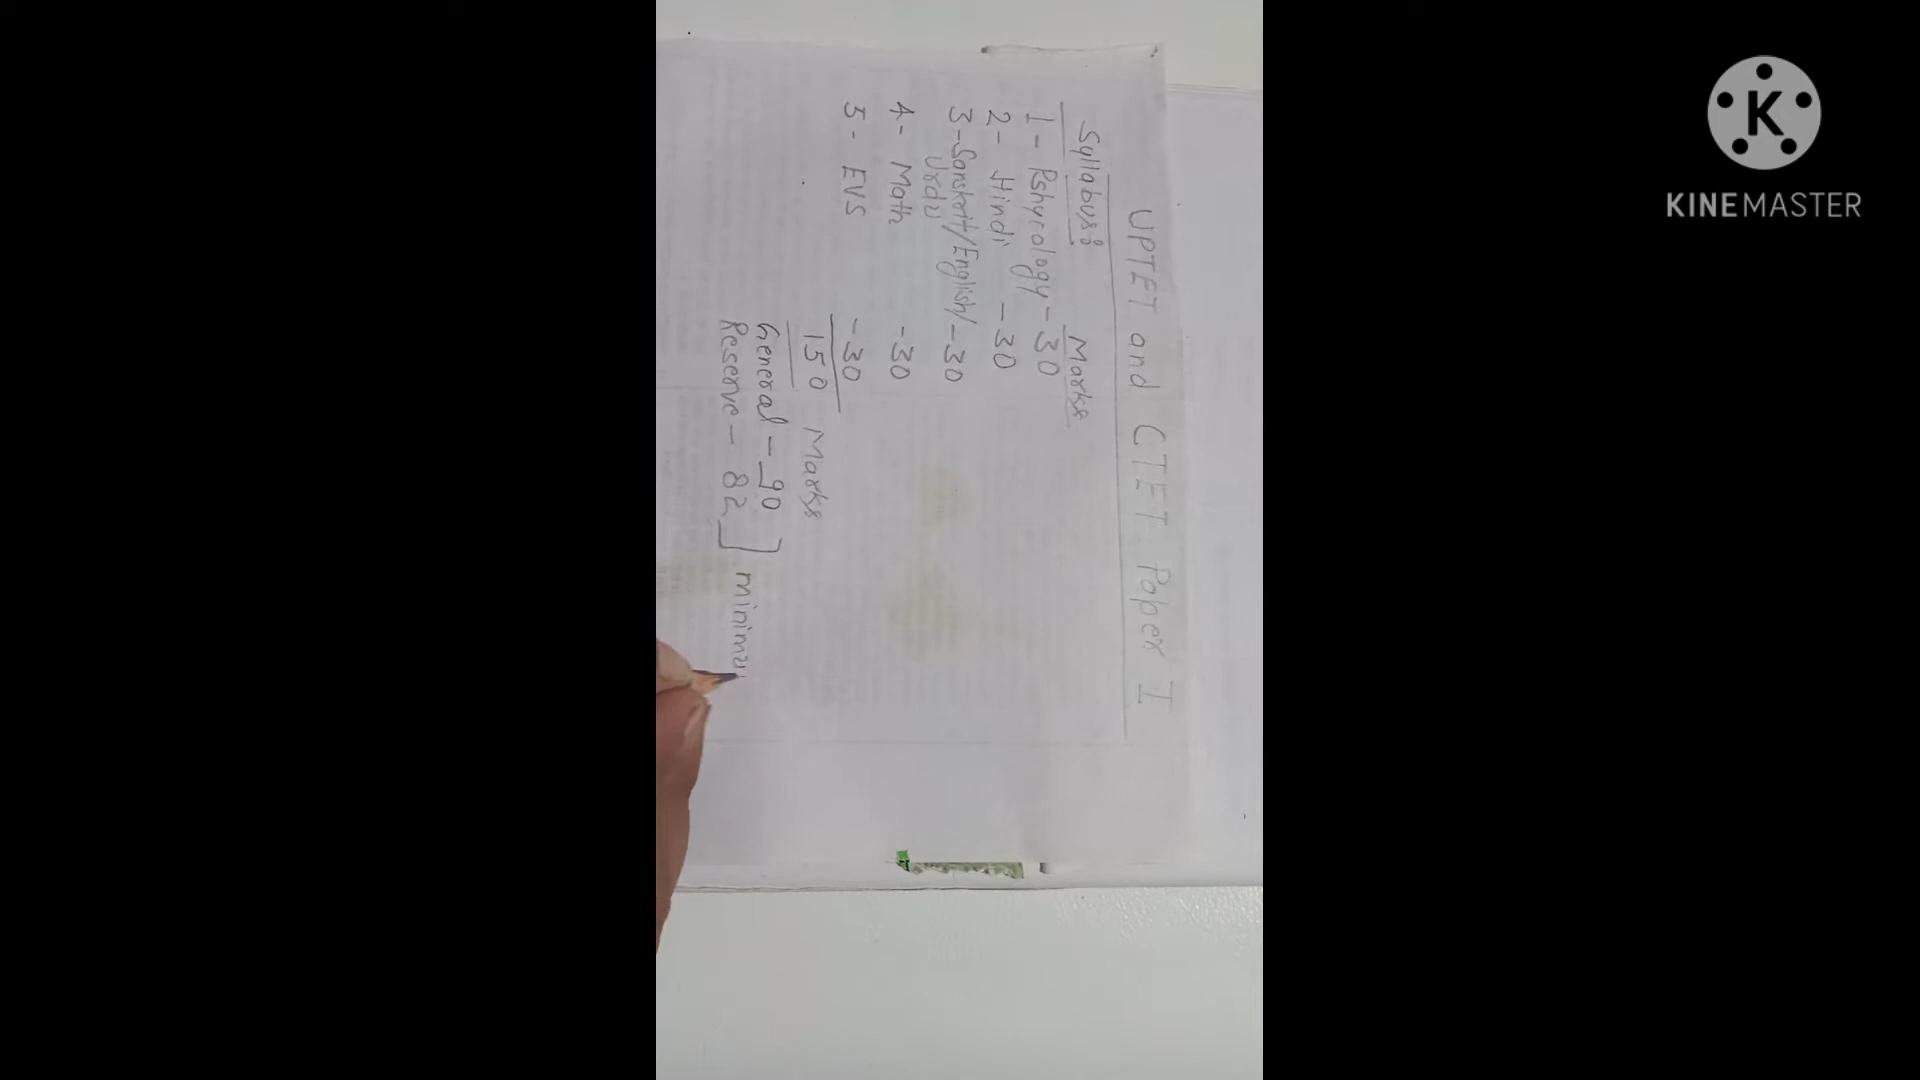 UPTET and CTET Paper I
Syllabus:
Marks
1- Pshycology - 30
2- Hindi - 30
3- Sanskrit/English/ - 30
Urdu
4- Math - 30
5- EVS - 30
150 Marks
General - 90
Reserve - 82
minimu
KINEMASTER